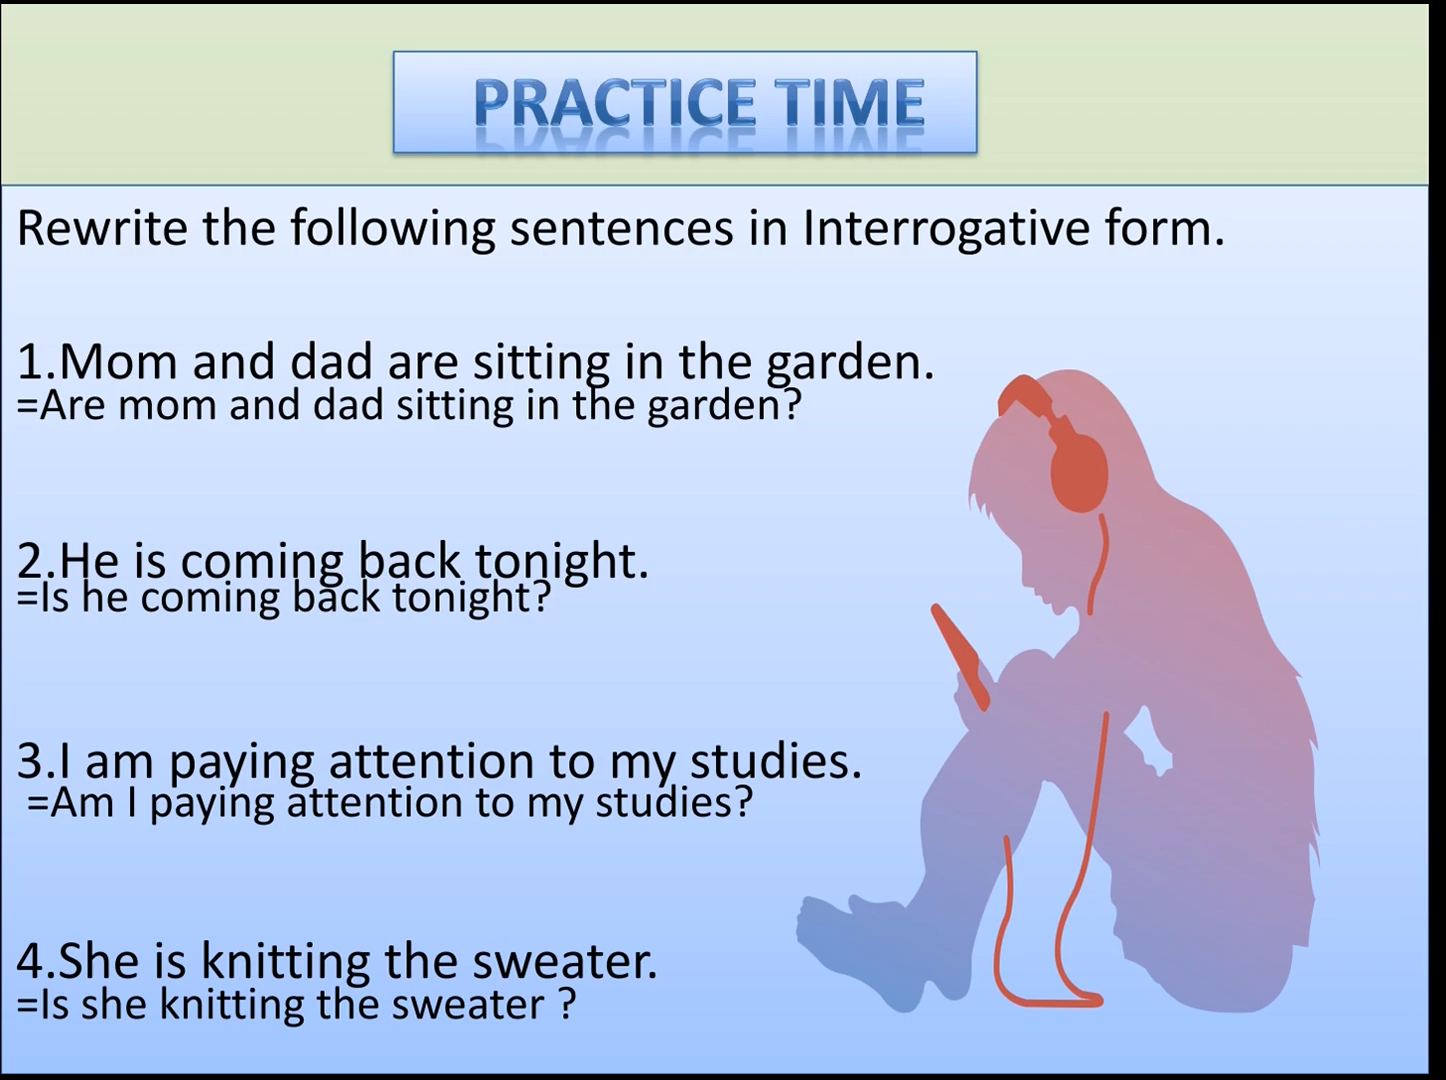 PRACTICE TIME
Rewrite the following sentences in Interrogative form.
1.Mom and dad are sitting in the garden.
=Are mom and dad sitting in the garden?
2.He is coming back tonight.
=Is he coming back tonight?
3.I am paying attention to my studies.
=Am I paying attention to my studies?
4.She is knitting the sweater.
=Is she knitting the sweater ?